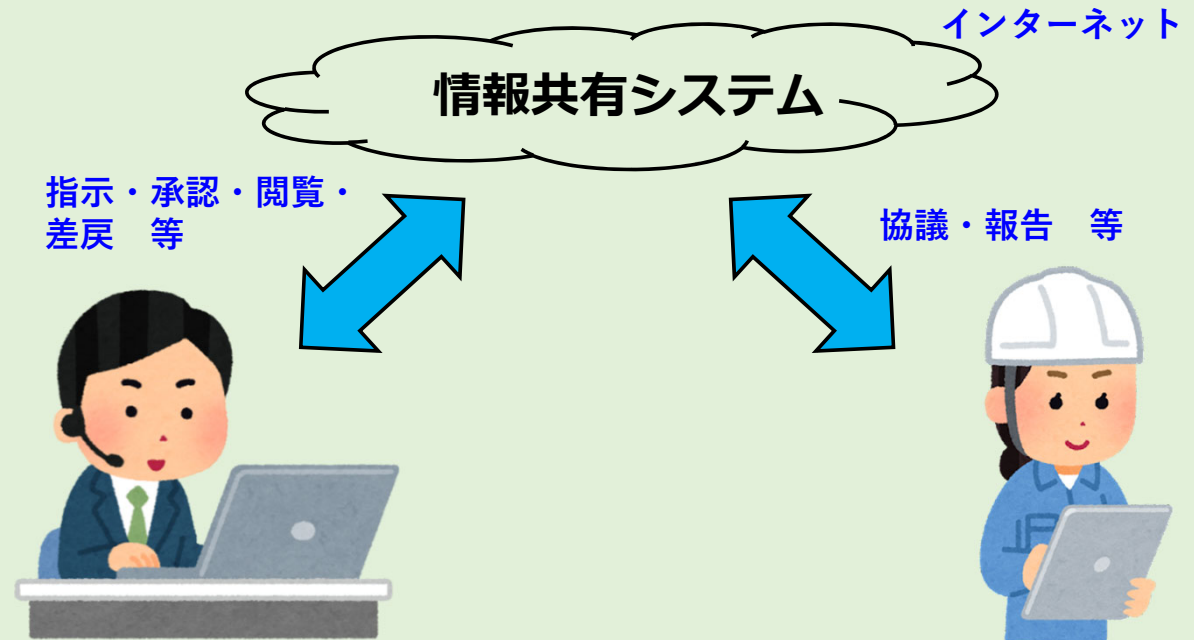 インターネット
情報共有システム
指示・承認・閲覧・
差戻　等
協議・報告　等